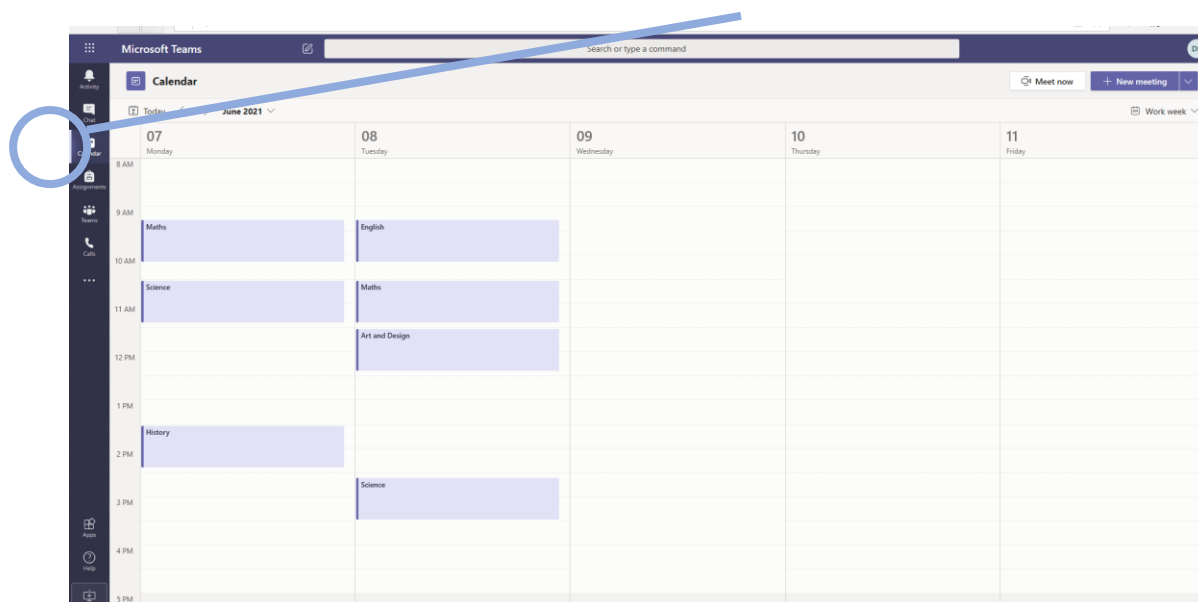 Microsoft Teams
Search or type a command
Activity
Calendar
Meet now
+ New meeting
Chat
Today
June 2021
Work week
Calendar
07
Monday
08
Tuesday
09
Wednesday
10
Thursday
11
Friday
8 AM
Assignments
9 AM
Teams
Maths
English
Calls
10 AM
Science
Maths
11 AM
Art and Design
12 PM
1 PM
History
2 PM
Science
3 PM
Apps
4 PM
Help
5 PM